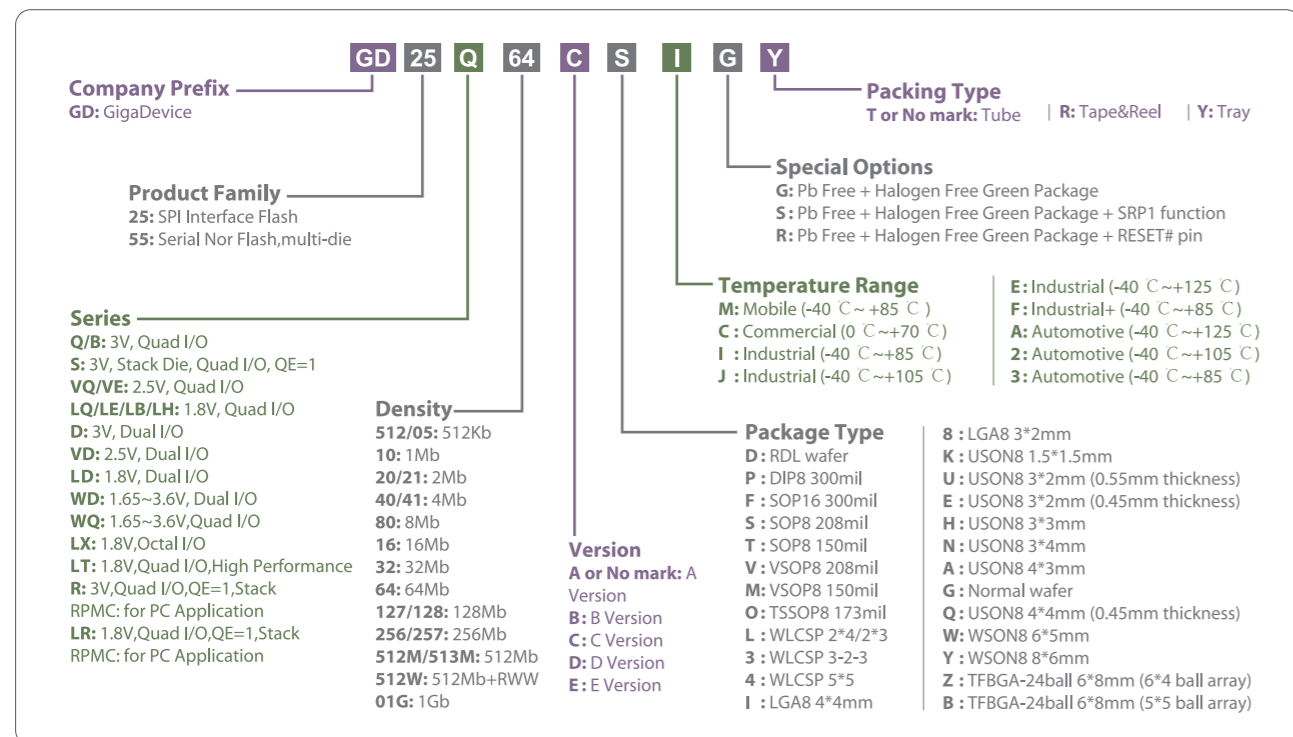 GD 25 Q 64 C S I G Y
Company Prefix
GD: GigaDevice
Packing Type
T or No mark: Tube | R: Tape&Reel | Y: Tray
Product Family
25: SPI Interface Flash
55: Serial Nor Flash,multi-die
Special Options
G: Pb Free + Halogen Free Green Package
S: Pb Free + Halogen Free Green Package + SRP1 function
R: Pb Free + Halogen Free Green Package + RESET# pin
Temperature Range
M: Mobile (-40 ℃~ +85 ℃ )
C: Commercial (0 ℃~+70 ℃)
I : Industrial (-40 ℃~+85 ℃)
J : Industrial (-40 ℃~+105 ℃)
E: Industrial (-40 ℃~+125 ℃)
F: Industrial+ (-40 ℃~+85 ℃)
A: Automotive (-40 ℃~+125 ℃)
2: Automotive (-40 ℃~+105 ℃)
3: Automotive (-40 ℃~+85 ℃)
Series
Q/B: 3V, Quad I/O
S: 3V, Stack Die, Quad I/O, QE=1
VQ/VE: 2.5V, Quad I/O
LQ/LE/LB/LH: 1.8V, Quad I/O
D: 3V, Dual I/O
VD: 2.5V, Dual I/O
LD: 1.8V, Dual I/O
WD: 1.65~3.6V, Dual I/O
WQ: 1.65~3.6V,Quad I/O
LX: 1.8V,Octal I/O
LT: 1.8V,Quad I/O,High Performance
R: 3V,Quad I/O,QE=1,Stack
RPMC: for PC Application
LR: 1.8V,Quad I/O,QE=1,Stack
RPMC: for PC Application
Density
512/05: 512Kb
10: 1Mb
20/21: 2Mb
40/41: 4Mb
80: 8Mb
16: 16Mb
32: 32Mb
64: 64Mb
127/128: 128Mb
256/257: 256Mb
512M/513M: 512Mb
512W: 512Mb+RWW
01G: 1Gb
Version
A or No mark: A
Version
B: B Version
C: C Version
D: D Version
E: E Version
Package Type
D: RDL wafer
P: DIP8 300mil
F: SOP16 300mil
S: SOP8 208mil
T: SOP8 150mil
V: VSOP8 208mil
M: VSOP8 150mil
O: TSSOP8 173mil
L : WLCSP 2*4/2*3
3 : WLCSP 3-2-3
4 : WLCSP 5*5
I : LGA8 4*4mm
8 : LGA8 3*2mm
K : USON8 1.5*1.5mm
U : USON8 3*2mm (0.55mm thickness)
E : USON8 3*2mm (0.45mm thickness)
H : USON8 3*3mm
N : USON8 3*4mm
A : USON8 4*3mm
G : Normal wafer
Q : USON8 4*4mm (0.45mm thickness)
W: WSON8 6*5mm
Y : WSON8 8*6mm
Z : TFBGA-24ball 6*8mm (6*4 ball array)
B : TFBGA-24ball 6*8mm (5*5 ball array)